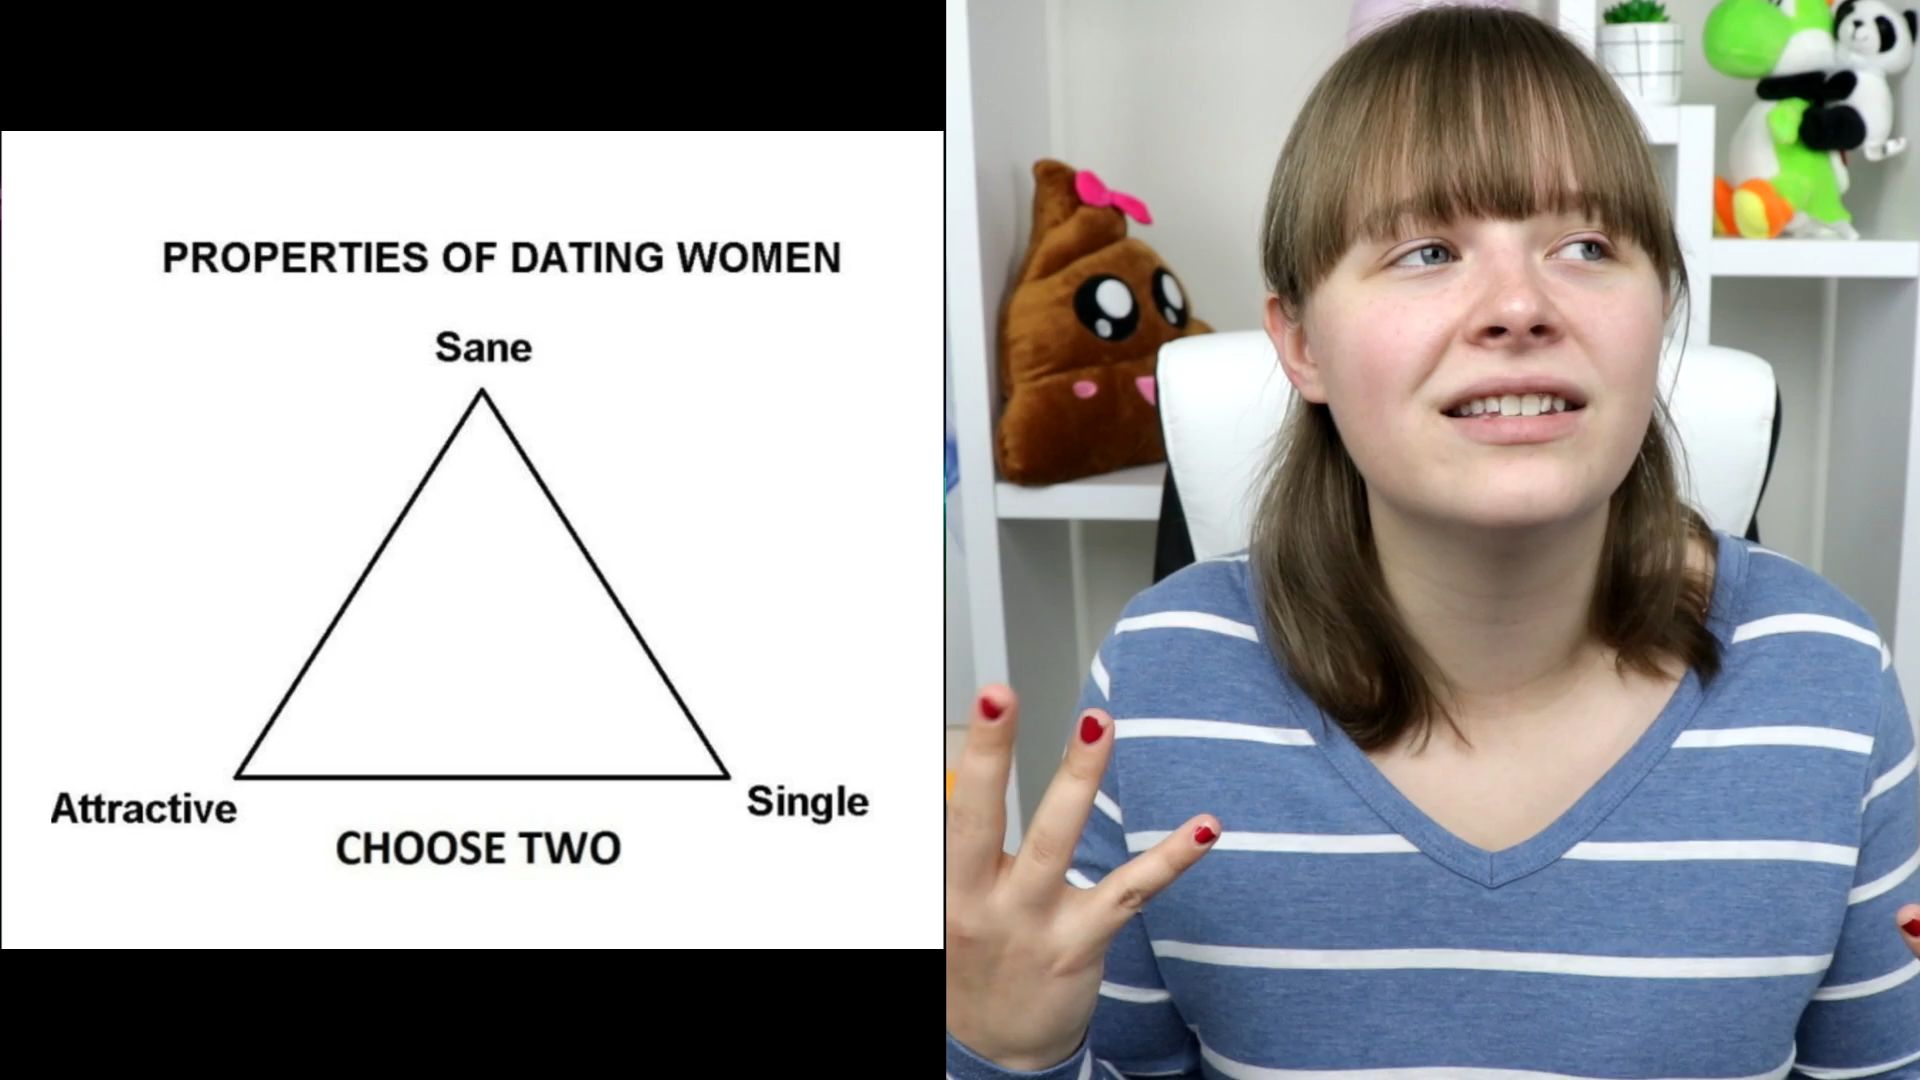 PROPERTIES OF DATING WOMEN
Sane
Attractive
Single
CHOOSE TWO